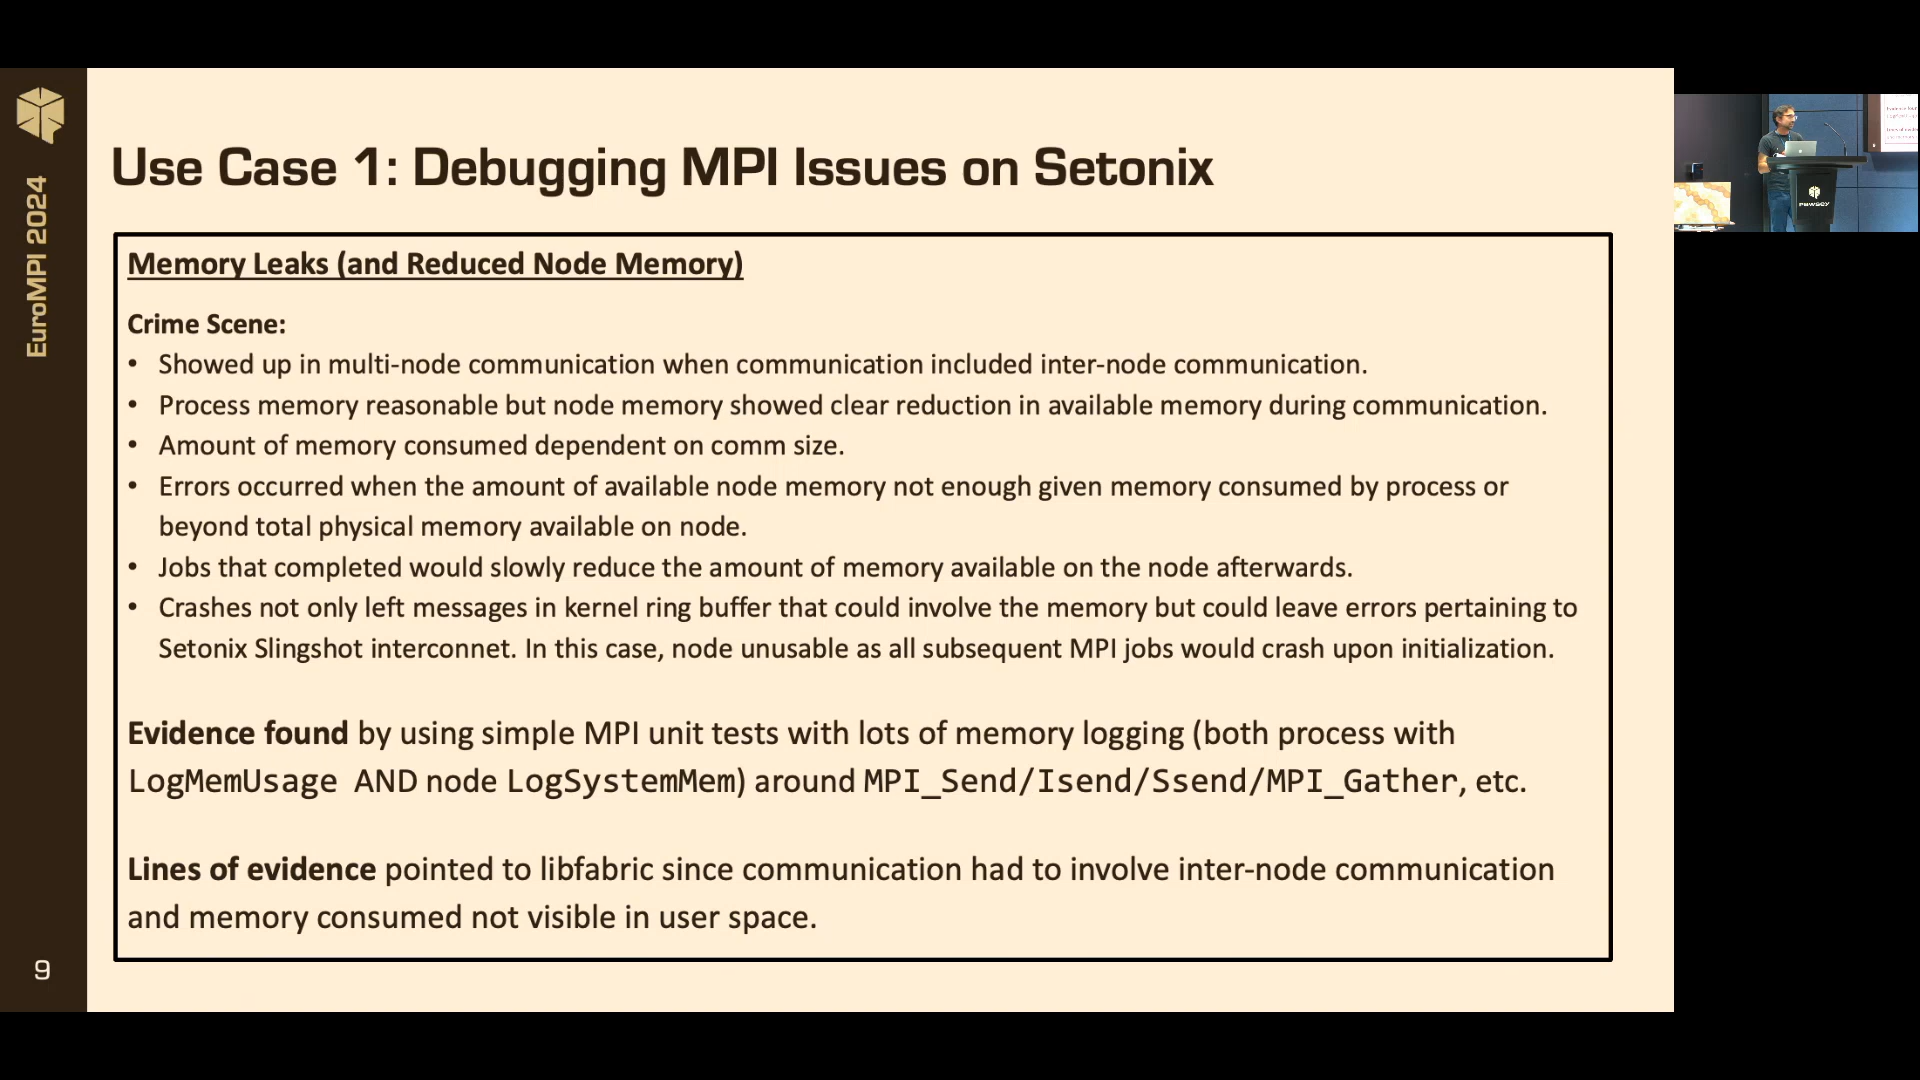 EuroMPI 2024
Use Case 1: Debugging MPI Issues on Setonix
Memory Leaks (and Reduced Node Memory)
Crime Scene:
• Showed up in multi-node communication when communication included inter-node communication.
• Process memory reasonable but node memory showed clear reduction in available memory during communication.
• Amount of memory consumed dependent on comm size.
• Errors occurred when the amount of available node memory not enough given memory consumed by process or
beyond total physical memory available on node.
• Jobs that completed would slowly reduce the amount of memory available on the node afterwards.
• Crashes not only left messages in kernel ring buffer that could involve the memory but could leave errors pertaining to
Setonix Slingshot interconnet. In this case, node unusable as all subsequent MPI jobs would crash upon initialization.
Evidence found by using simple MPI unit tests with lots of memory logging (both process with
LogMemUsage AND node LogSystemMem) around MPI_Send/Isend/Ssend/MPI_Gather, etc.
Lines of evidence pointed to libfabric since communication had to involve inter-node communication
and memory consumed not visible in user space.
9
PAWSEY